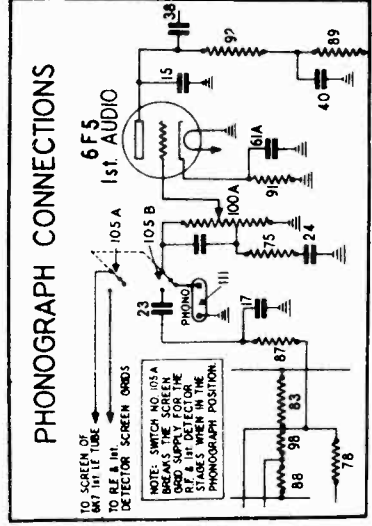 PHONOGRAPH CONNECTIONS
TO SCREEN OF
6K7 1st I.F. TUBE
TO R.F. & 1st
DETECTOR SCREEN GRIDS
NOTE: SWITCH NO. 105A
BREAKS THE SCREEN
GRID SUPPLY FOR THE
R.F. & 1st DETECTOR
STAGES WHEN IN THE
PHONOGRAPH POSITION.
105A
105B
6F5
1st. AUDIO
38
15
92
89
40
61A
91
100A
75
24
23
PHONO
111
17
87
88
98
83
78